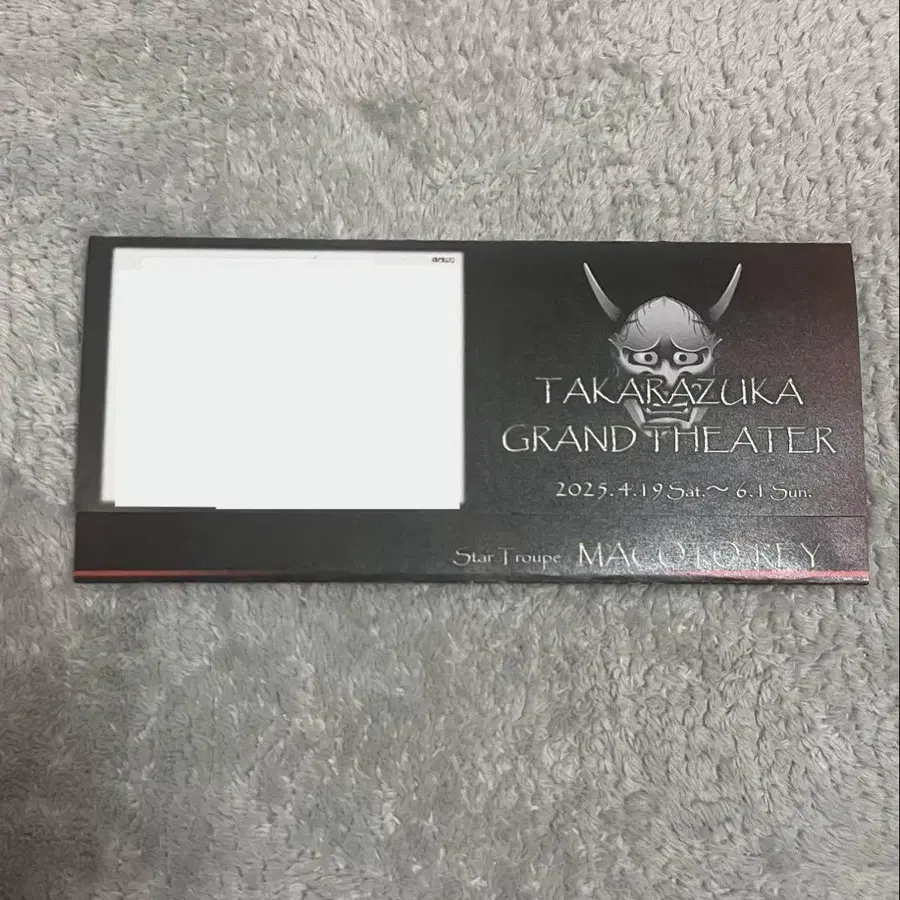 TAKARAZUKA
GRAND THEATER
2025.4.19 Sat.～ 6.1 Sun.
Star Troupe MACOTO REY